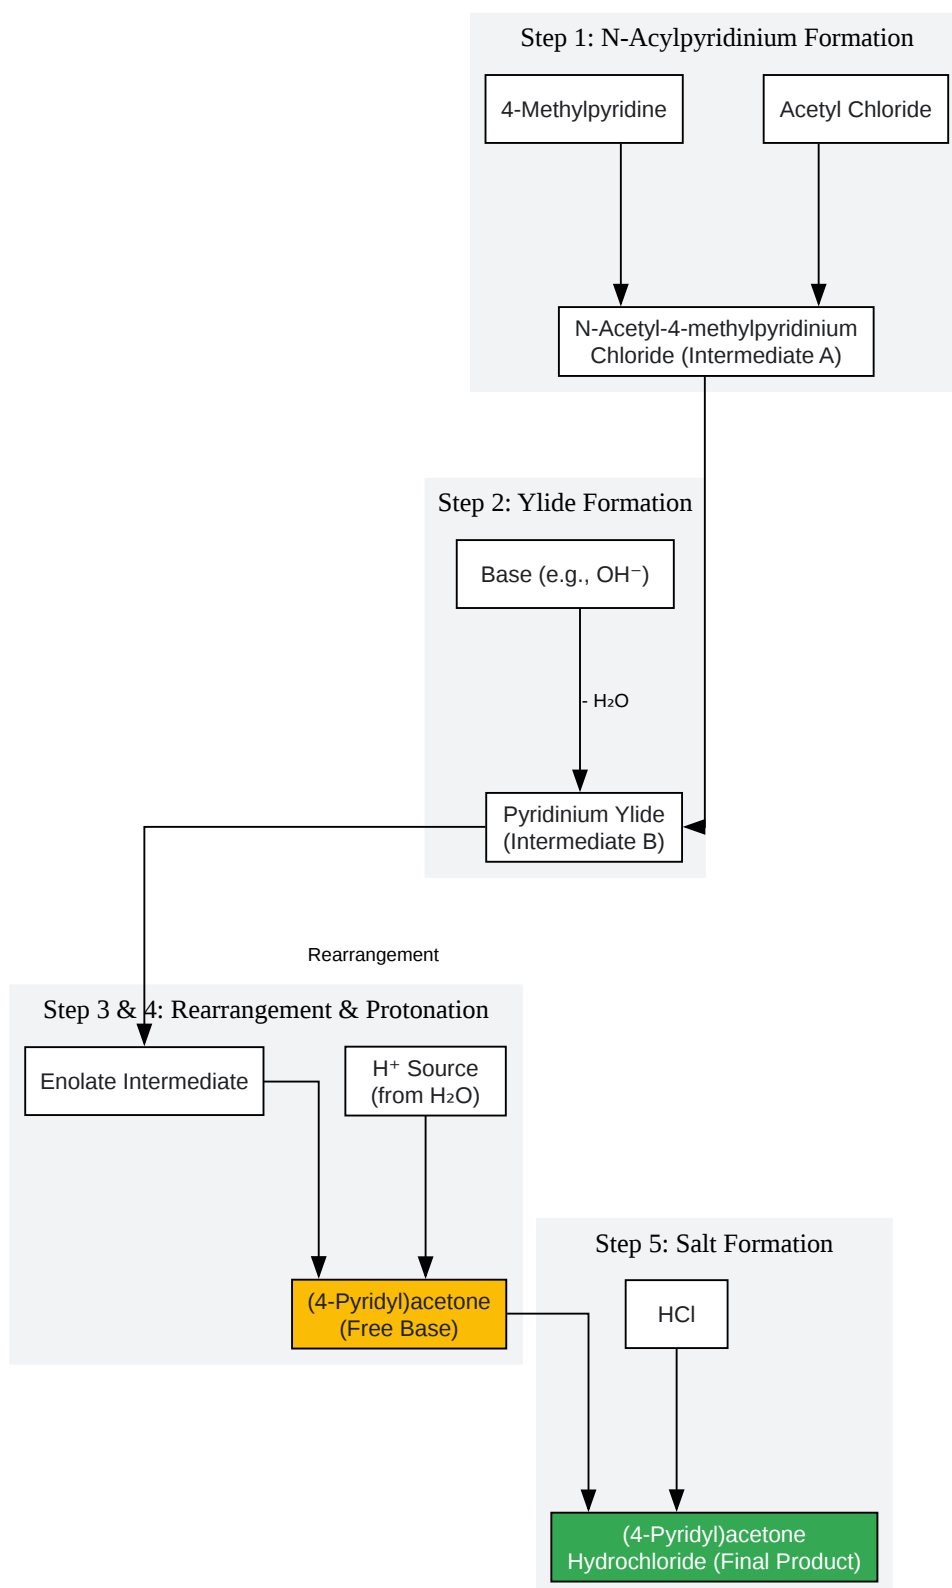 Step 1: N-Acylpyridinium Formation
4-Methylpyridine
Acetyl Chloride
N-Acetyl-4-methylpyridinium
Chloride (Intermediate A)
Step 2: Ylide Formation
Base (e.g., OH⁻)
- H₂O
Pyridinium Ylide
(Intermediate B)
Rearrangement
Step 3 & 4: Rearrangement & Protonation
Enolate Intermediate
H⁺ Source
(from H₂O)
(4-Pyridyl)acetone
(Free Base)
Step 5: Salt Formation
HCl
(4-Pyridyl)acetone
Hydrochloride (Final Product)